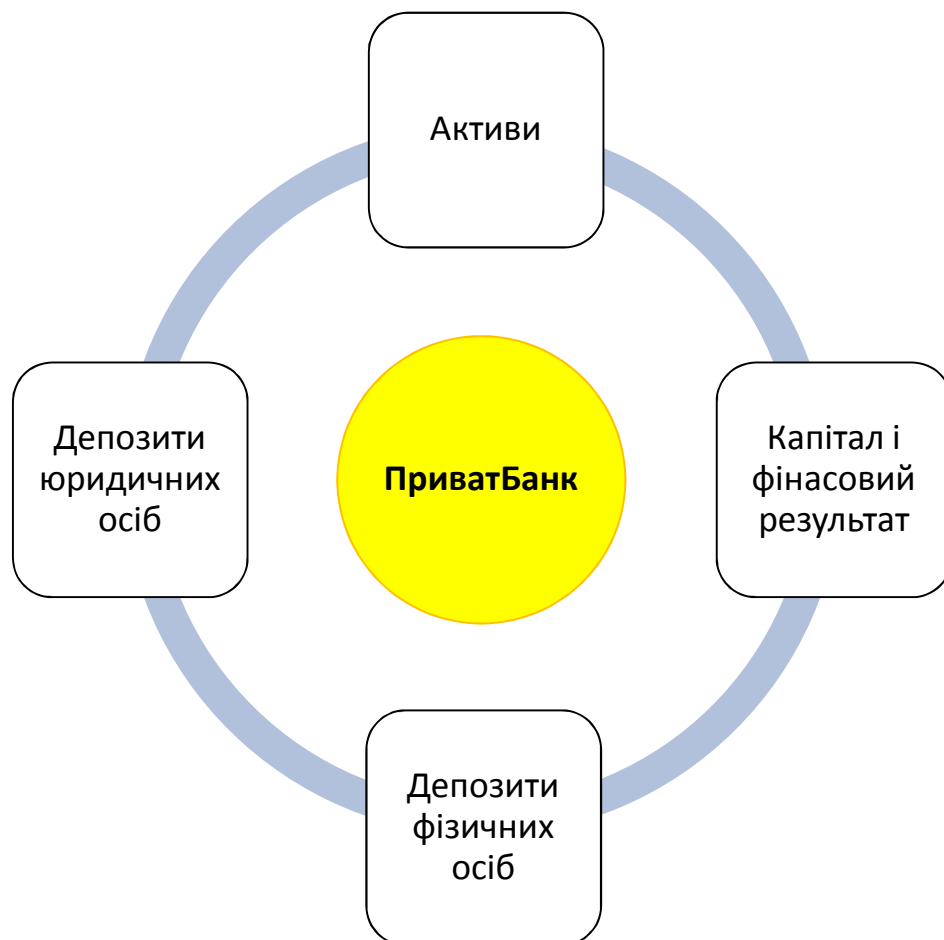 Активи
Депозити
юридичних
осіб
ПриватБанк
Капітал і
фінасовий
результат
Депозити
фізичних
осіб